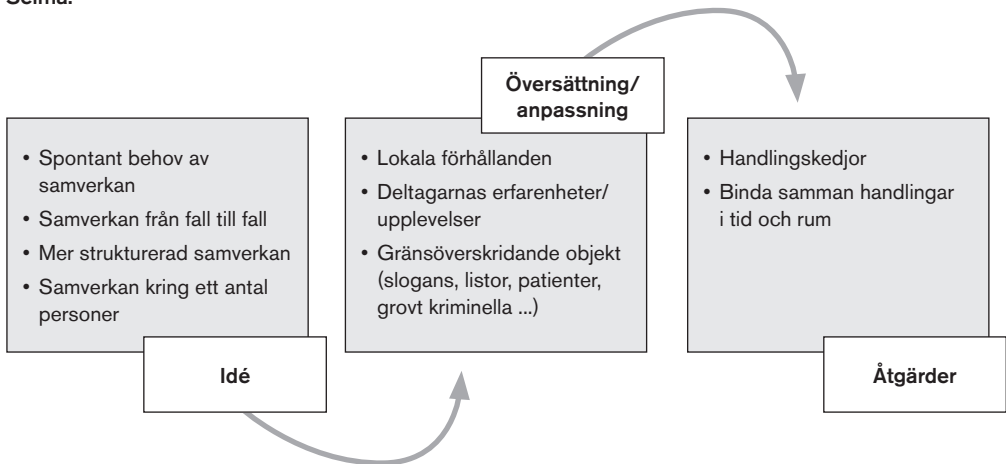 • Spontant behov av
samverkan
• Samverkan från fall till fall
• Mer strukturerad samverkan
• Samverkan kring ett antal
personer
Idé
Översättning/
anpassning
• Lokala förhållanden
• Deltagarnas erfarenheter/
upplevelser
• Gränsöverskridande objekt
(slogans, listor, patienter,
grovt kriminella ...)
• Handlingskedjor
• Binda samman handlingar
i tid och rum
Åtgärder